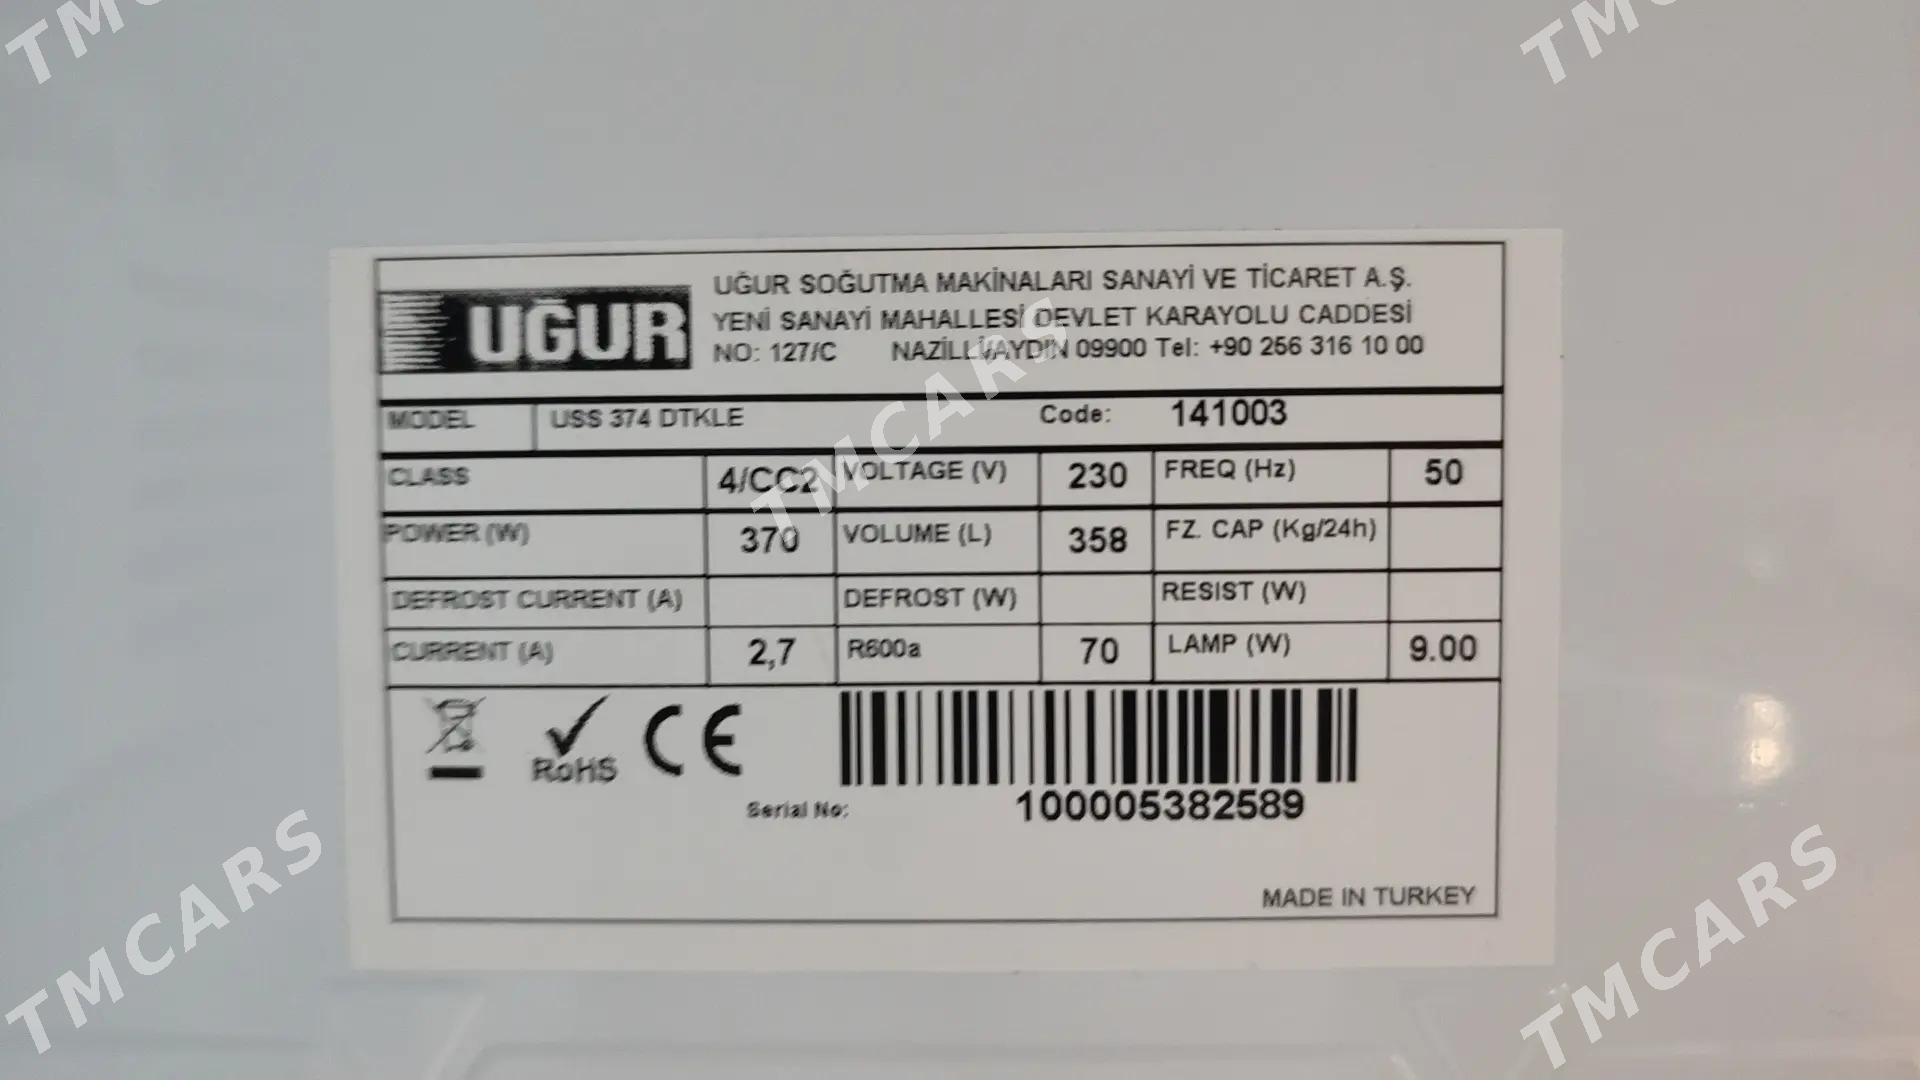 UĞUR
UĞUR SOĞUTMA MAKİNALARI SANAYİ VE TİCARET A.Ş.
YENİ SANAYİ MAHALLESİ DEVLET KARAYOLU CADDESİ
NO: 127/C NAZİLLİ/AYDIN 09900 Tel: +90 256 316 10 00
MODEL USS 374 DTKLE Code: 141003
CLASS 4/CC2 VOLTAGE (V) 230 FREQ (Hz) 50
POWER (W) 370 VOLUME (L) 358 FZ. CAP (Kg/24h)
DEFROST CURRENT (A) DEFROST (W) RESIST (W)
CURRENT (A) 2,7 R600a 70 LAMP (W) 9.00
RoHS CE
Serial No: 100005382589
MADE IN TURKEY
TMCARS
TMCARS
TMCARS
TMC
TMC